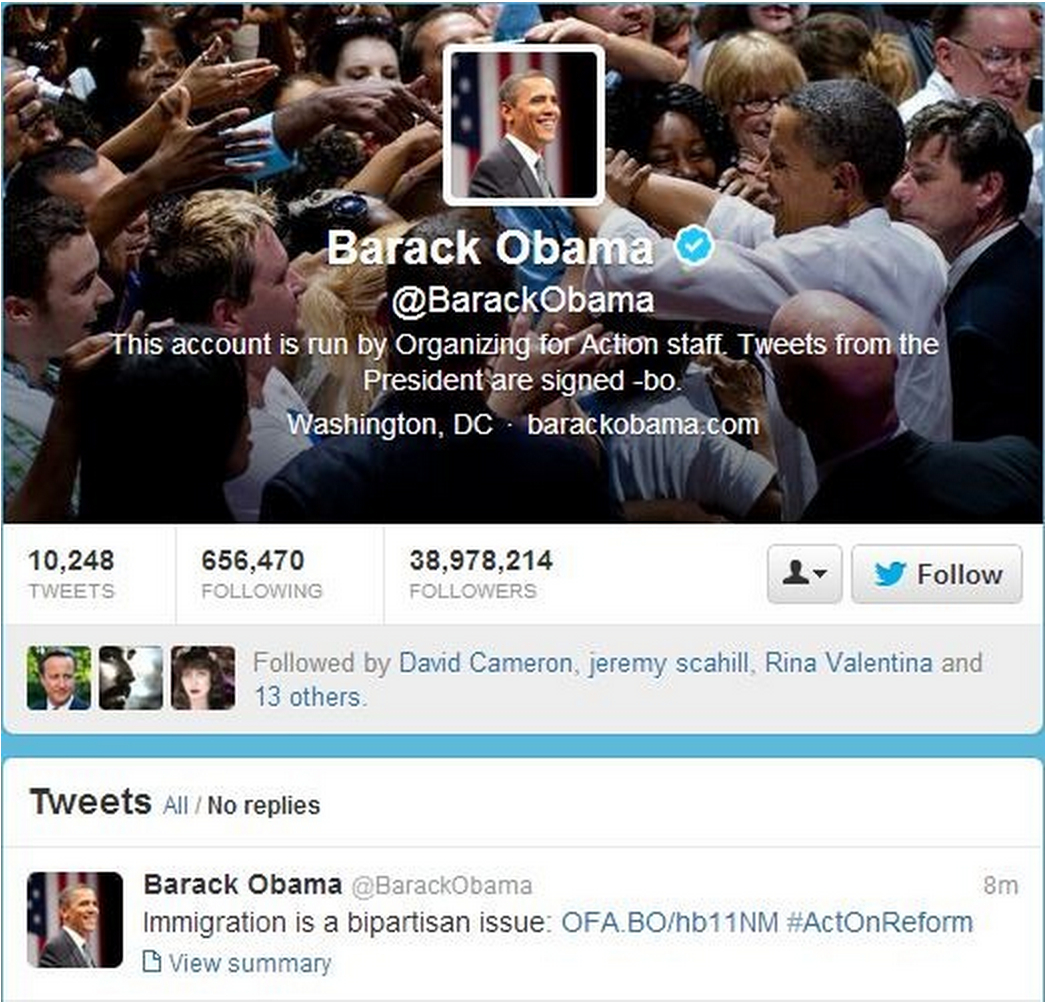 Barack Obama
@BarackObama
This account is run by Organizing for Action staff. Tweets from the
President are signed -bo.
Washington, DC · barackobama.com
10,248 656,470 38,978,214
TWEETS FOLLOWING FOLLOWERS
Follow
Followed by David Cameron, jeremy scahill, Rina Valentina and
13 others.
Tweets All / No replies
Barack Obama @BarackObama 8m
Immigration is a bipartisan issue: OFA.BO/hb11NM #ActOnReform
View summary